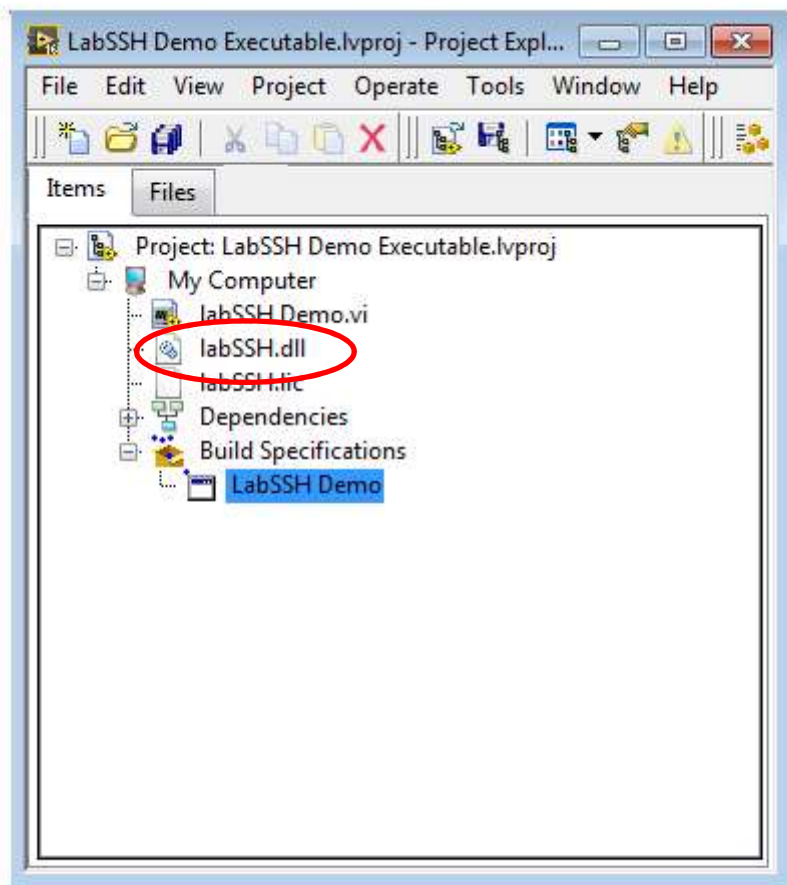 LabSSH Demo Executable.lvproj - Project Expl...
File Edit View Project Operate Tools Window Help
Items Files
Project: LabSSH Demo Executable.lvproj
My Computer
labSSH Demo.vi
labSSH.dll
labSSH.lic
Dependencies
Build Specifications
LabSSH Demo